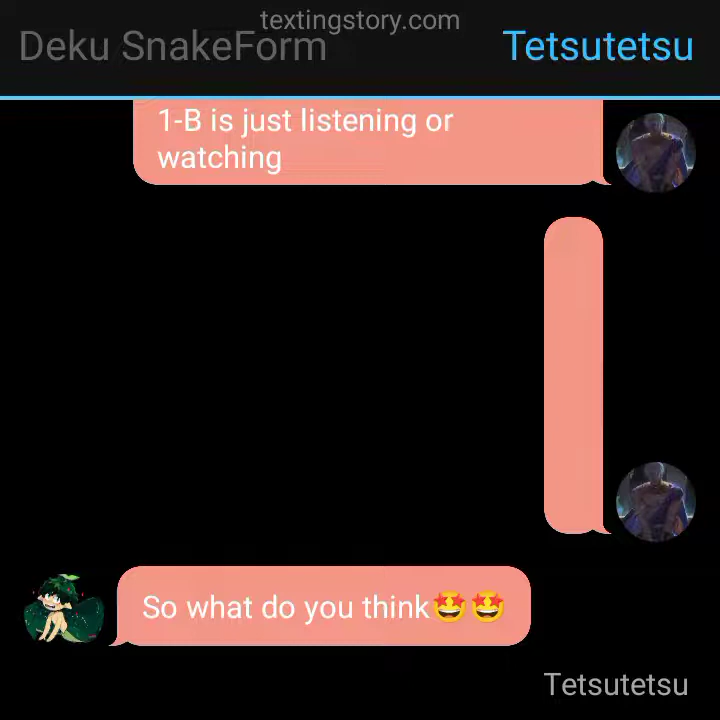 textingstory.com
Deku SnakeForm
Tetsutetsu
1-B is just listening or
watching
So what do you think🤩🤩
Tetsutetsu